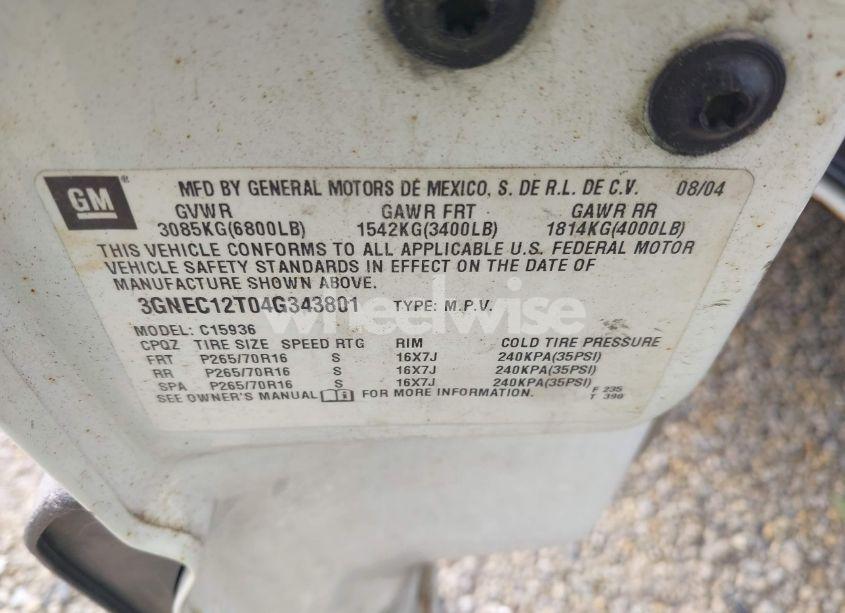 GM®
MFD BY GENERAL MOTORS DE MEXICO, S. DE R.L. DE C.V. 08/04
GVWR GAWR FRT GAWR RR
3085KG(6800LB) 1542KG(3400LB) 1814KG(4000LB)
THIS VEHICLE CONFORMS TO ALL APPLICABLE U.S. FEDERAL MOTOR
VEHICLE SAFETY STANDARDS IN EFFECT ON THE DATE OF
MANUFACTURE SHOWN ABOVE.
3GNEC12T04G343801 TYPE: M.P.V.
wheelwise
MODEL: C15936
CPQZ TIRE SIZE SPEED RTG RIM COLD TIRE PRESSURE
FRT P265/70R16 S 16X7J 240KPA(35PSI)
RR P265/70R16 S 16X7J 240KPA(35PSI)
SPA P265/70R16 S 16X7J 240KPA(35PSI)
SEE OWNER'S MANUAL FOR MORE INFORMATION.
F 235
T 390